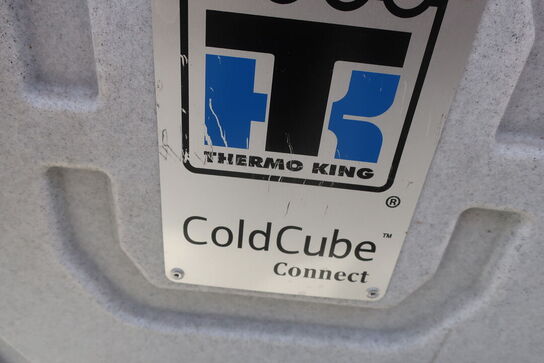 THERMO KING
®
ColdCube™
Connect